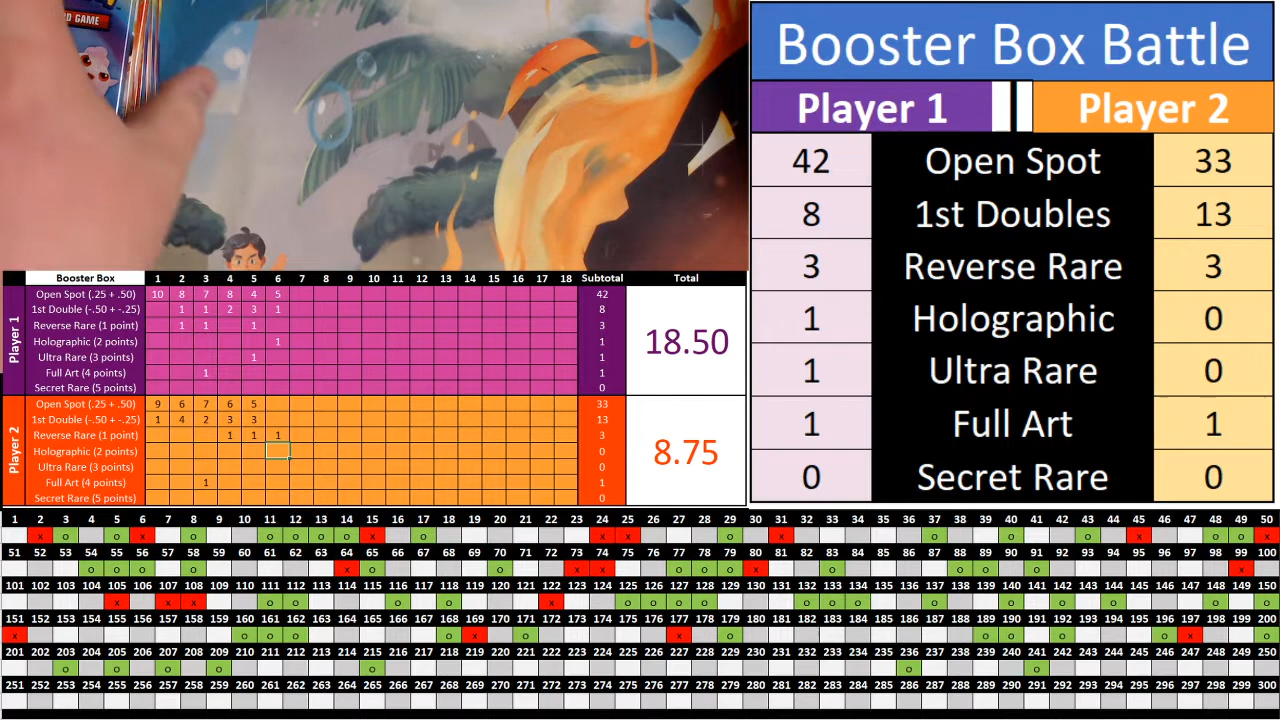 RD GAME
Booster Box Battle
Player 1 Player 2
42 Open Spot 33
8 1st Doubles 13
3 Reverse Rare 3
1 Holographic 0
1 Ultra Rare 0
1 Full Art 1
0 Secret Rare 0
Booster Box 1 2 3 4 5 6 7 8 9 10 11 12 13 14 15 16 17 18 Subtotal Total
Player 1
Open Spot (.25 + .50) 10 8 7 8 4 5 42
1st Double (-.50 + -.25) 1 1 2 3 1 8
Reverse Rare (1 point) 1 1 1 3
Holographic (2 points) 1 1
Ultra Rare (3 points) 1 1
Full Art (4 points) 1 1
Secret Rare (5 points) 0
18.50
Player 2
Open Spot (.25 + .50) 9 6 7 6 5 33
1st Double (-.50 + -.25) 1 4 2 3 3 13
Reverse Rare (1 point) 1 1 1 3
Holographic (2 points) 0
Ultra Rare (3 points) 0
Full Art (4 points) 1 1
Secret Rare (5 points) 0
8.75
1 2 3 4 5 6 7 8 9 10 11 12 13 14 15 16 17 18 19 20 21 22 23 24 25 26 27 28 29 30 31 32 33 34 35 36 37 38 39 40 41 42 43 44 45 46 47 48 49 50
x o o x o o o o o x o x x o o x o o o x o o x
51 52 53 54 55 56 57 58 59 60 61 62 63 64 65 66 67 68 69 70 71 72 73 74 75 76 77 78 79 80 81 82 83 84 85 86 87 88 89 90 91 92 93 94 95 96 97 98 99 100
o o o o o x o o x x o o o x o o o o x
101 102 103 104 105 106 107 108 109 110 111 112 113 114 115 116 117 118 119 120 121 122 123 124 125 126 127 128 129 130 131 132 133 134 135 136 137 138 139 140 141 142 143 144 145 146 147 148 149 150
x x x o o o o x o o o o o o o o o o o o o
151 152 153 154 155 156 157 158 159 160 161 162 163 164 165 166 167 168 169 170 171 172 173 174 175 176 177 178 179 180 181 182 183 184 185 186 187 188 189 190 191 192 193 194 195 196 197 198 199 200
x o o o o x o x o o o o o x o
201 202 203 204 205 206 207 208 209 210 211 212 213 214 215 216 217 218 219 220 221 222 223 224 225 226 227 228 229 230 231 232 233 234 235 236 237 238 239 240 241 242 243 244 245 246 247 248 249 250
o o o o o o o
251 252 253 254 255 256 257 258 259 260 261 262 263 264 265 266 267 268 269 270 271 272 273 274 275 276 277 278 279 280 281 282 283 284 285 286 287 288 289 290 291 292 293 294 295 296 297 298 299 300